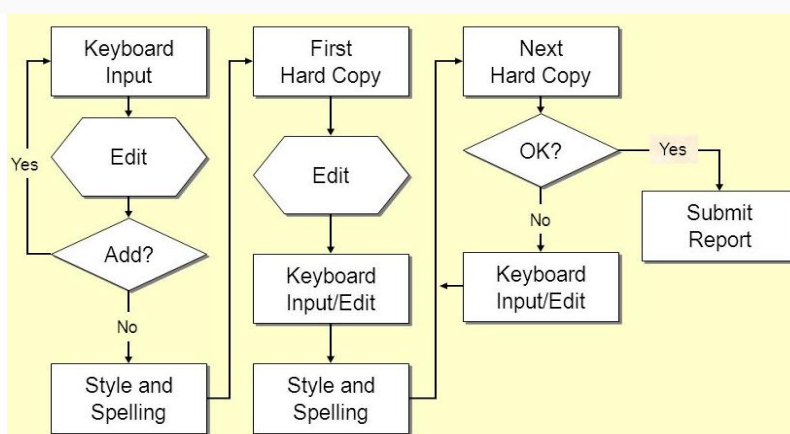 Keyboard
Input
Edit
Add?
Yes
No
Style and
Spelling
First
Hard Copy
Edit
Keyboard
Input/Edit
Style and
Spelling
Next
Hard Copy
OK?
Yes
No
Keyboard
Input/Edit
Submit
Report